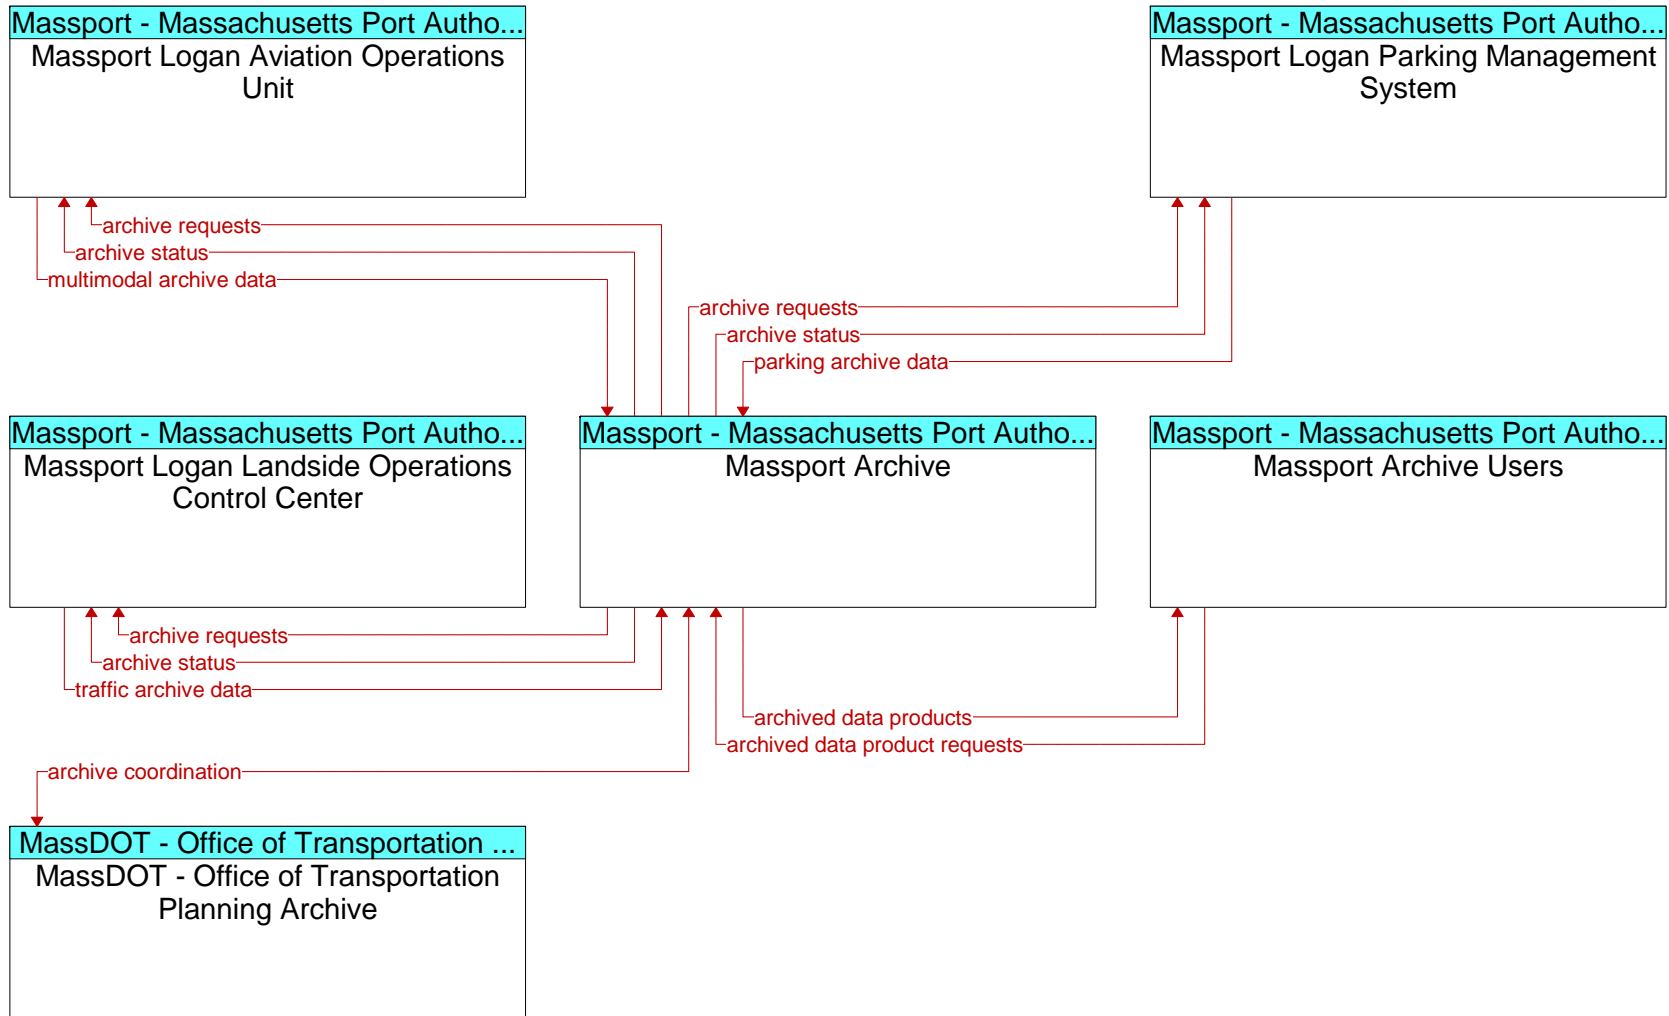 Massport - Massachusetts Port Autho...
Massport Logan Aviation Operations
Unit
Massport - Massachusetts Port Autho...
Massport Logan Parking Management
System
archive requests
archive status
multimodal archive data
archive requests
archive status
parking archive data
Massport - Massachusetts Port Autho...
Massport Logan Landside Operations
Control Center
Massport - Massachusetts Port Autho...
Massport Archive
Massport - Massachusetts Port Autho...
Massport Archive Users
archive requests
archive status
traffic archive data
archived data products
archived data product requests
archive coordination
MassDOT - Office of Transportation ...
MassDOT - Office of Transportation
Planning Archive